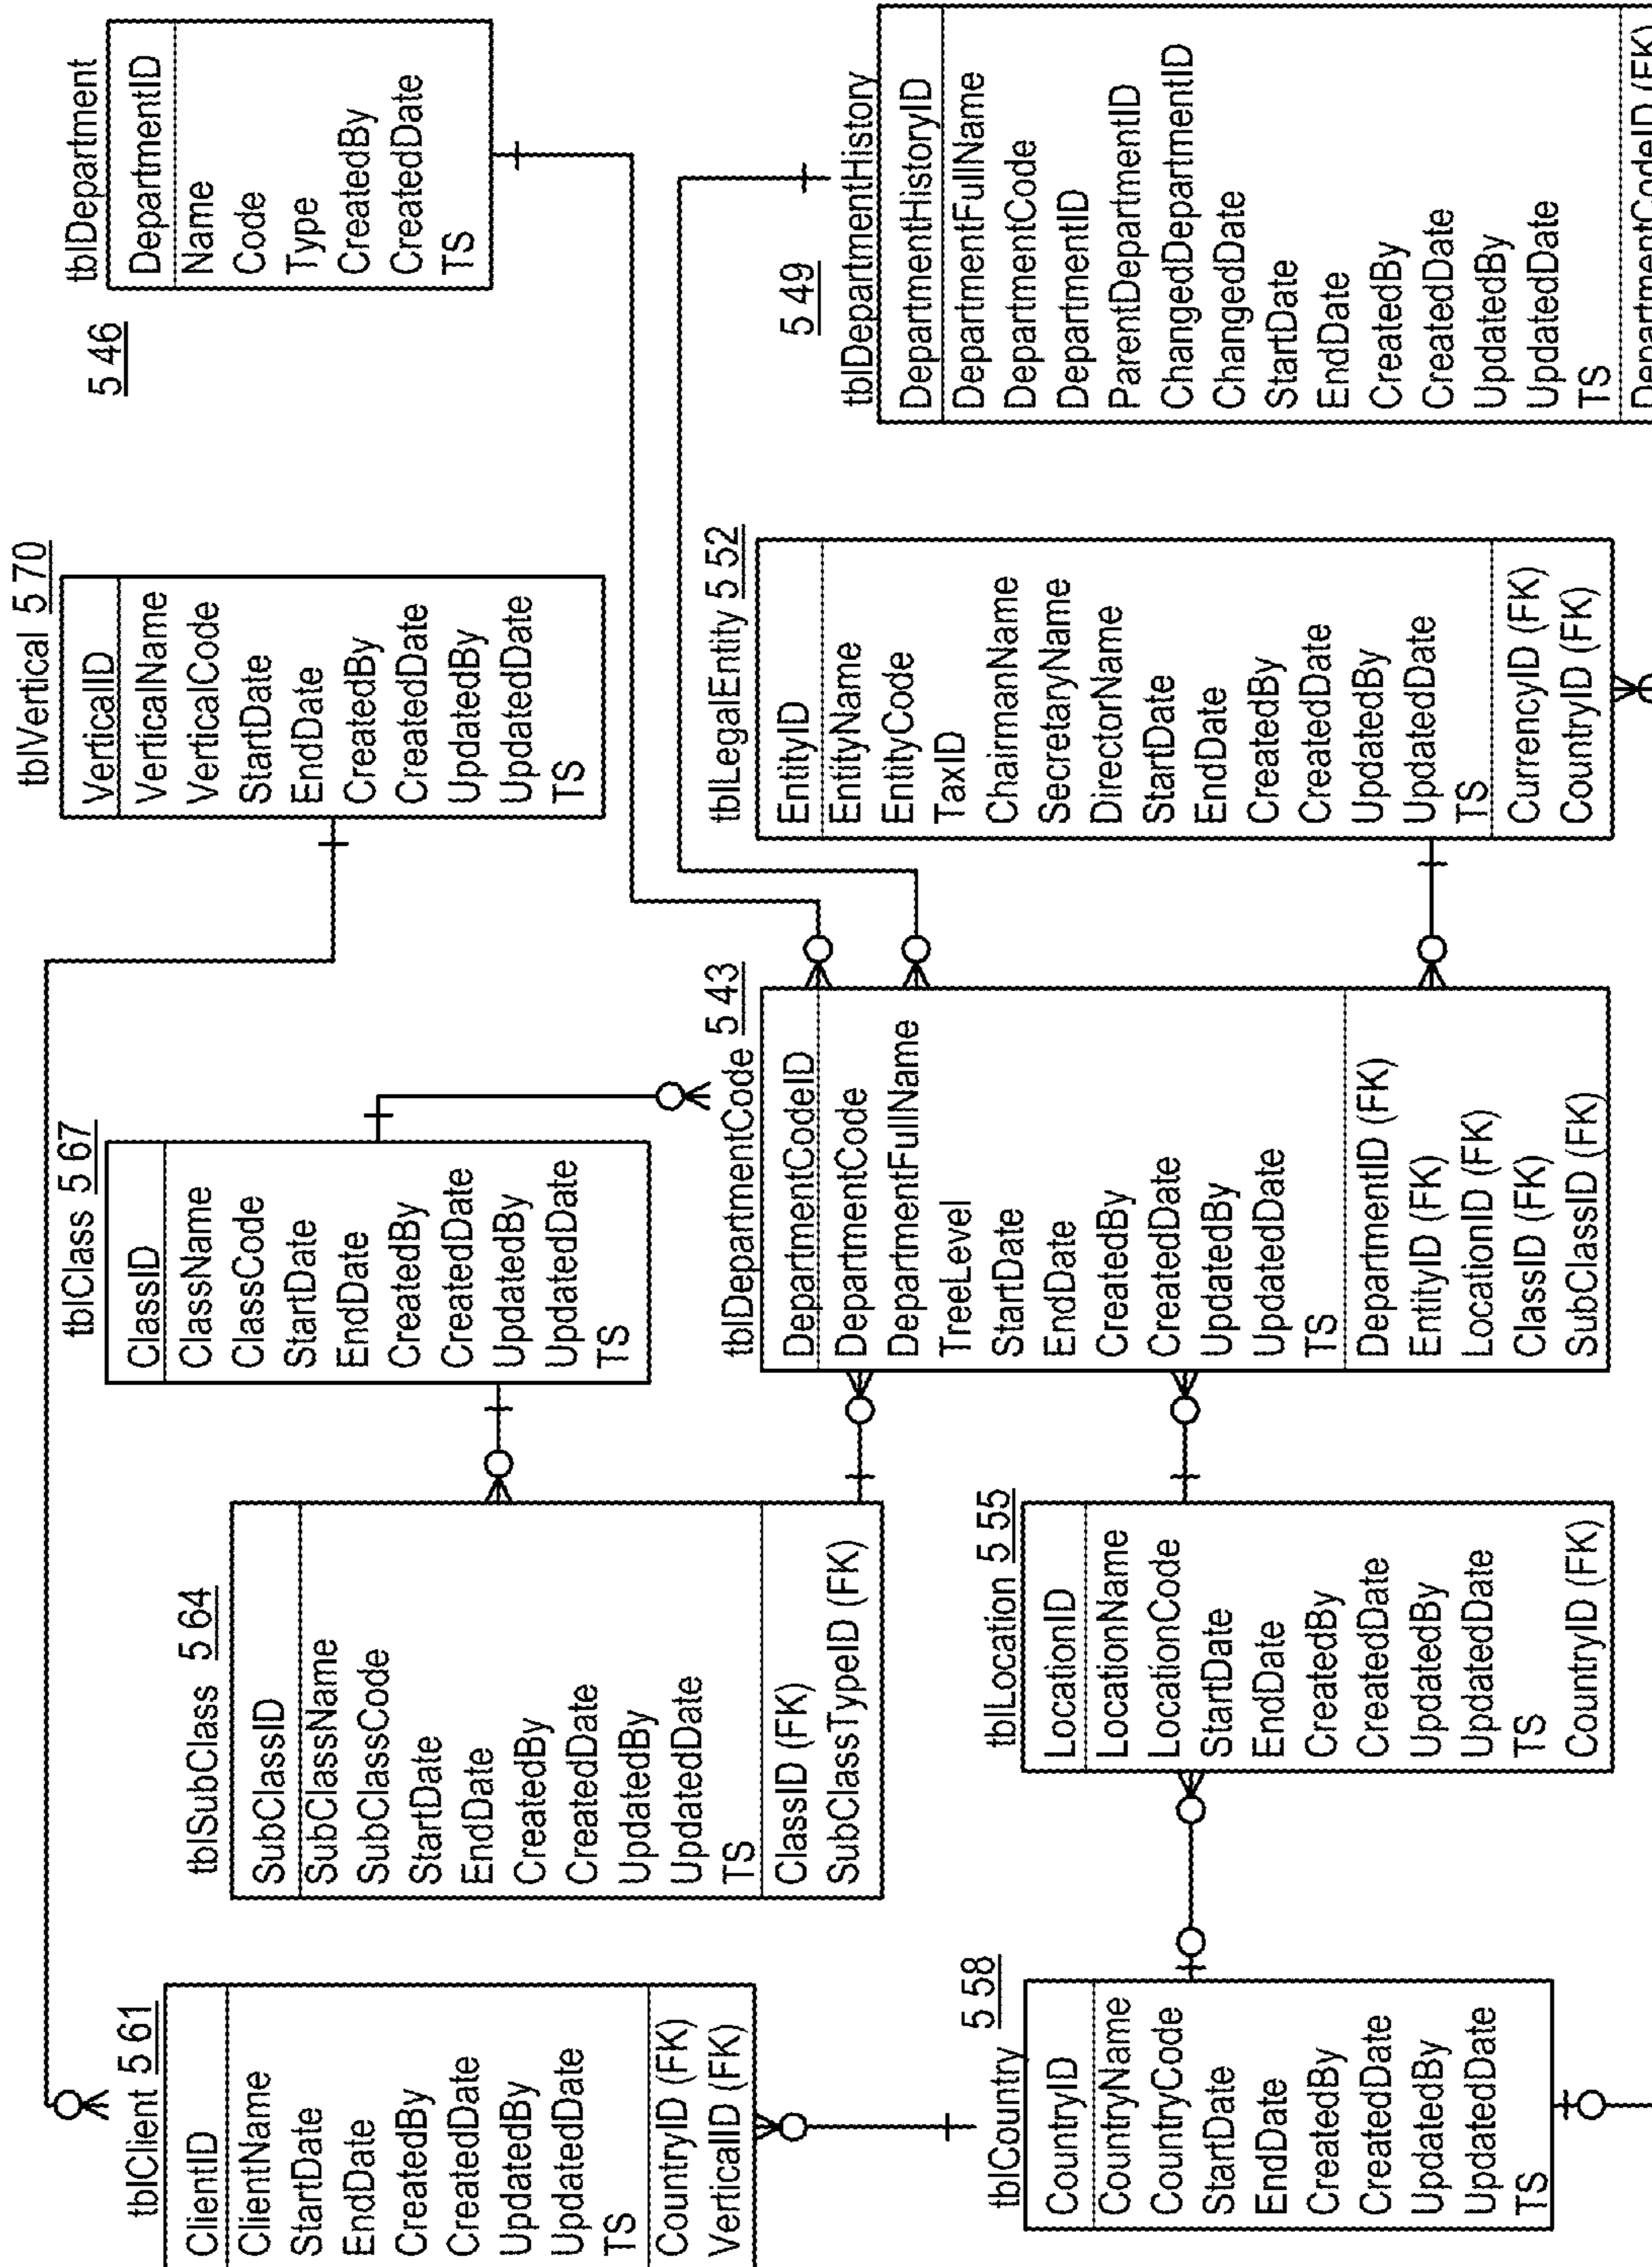 tblClient 5 61
ClientID
ClientName
StartDate
EndDate
CreatedBy
CreatedDate
UpdatedBy
UpdatedDate
TS
CountryID (FK)
VerticalID (FK)
tblCountry
5 58
CountryID
CountryName
CountryCode
StartDate
EndDate
CreatedBy
CreatedDate
UpdatedBy
UpdatedDate
TS
tblSubClass 5 64
SubClassID
SubClassName
SubClassCode
StartDate
EndDate
CreatedBy
CreatedDate
UpdatedBy
UpdatedDate
TS
ClassID (FK)
SubClassTypeID (FK)
tblLocation 5 55
LocationID
LocationName
LocationCode
StartDate
EndDate
CreatedBy
CreatedDate
UpdatedBy
UpdatedDate
TS
CountryID (FK)
tblClass 5 67
ClassID
ClassName
ClassCode
StartDate
EndDate
CreatedBy
CreatedDate
UpdatedBy
UpdatedDate
TS
tblDepartmentCode 5 43
DepartmentCodeID
DepartmentCode
DepartmentFullName
TreeLevel
StartDate
EndDate
CreatedBy
CreatedDate
UpdatedBy
UpdatedDate
TS
DepartmentID (FK)
EntityID (FK)
LocationID (FK)
ClassID (FK)
SubClassID (FK)
tblVertical 5 70
VerticalID
VerticalName
VerticalCode
StartDate
EndDate
CreatedBy
CreatedDate
UpdatedBy
UpdatedDate
TS
tblLegalEntity 5 52
EntityID
EntityName
EntityCode
TaxID
ChairmanName
SecretaryName
DirectorName
StartDate
EndDate
CreatedBy
CreatedDate
UpdatedBy
UpdatedDate
TS
CurrencyID (FK)
CountryID (FK)
tblDepartment
5 46
DepartmentID
Name
Code
Type
CreatedBy
CreatedDate
TS
5 49
tblDepartmentHistory
DepartmentHistoryID
DepartmentFullName
DepartmentCode
DepartmentID
ParentDepartmentID
ChangedDepartmentID
ChangedDate
StartDate
EndDate
CreatedBy
CreatedDate
UpdatedBy
UpdatedDate
TS
DepartmentCodeID (FK)